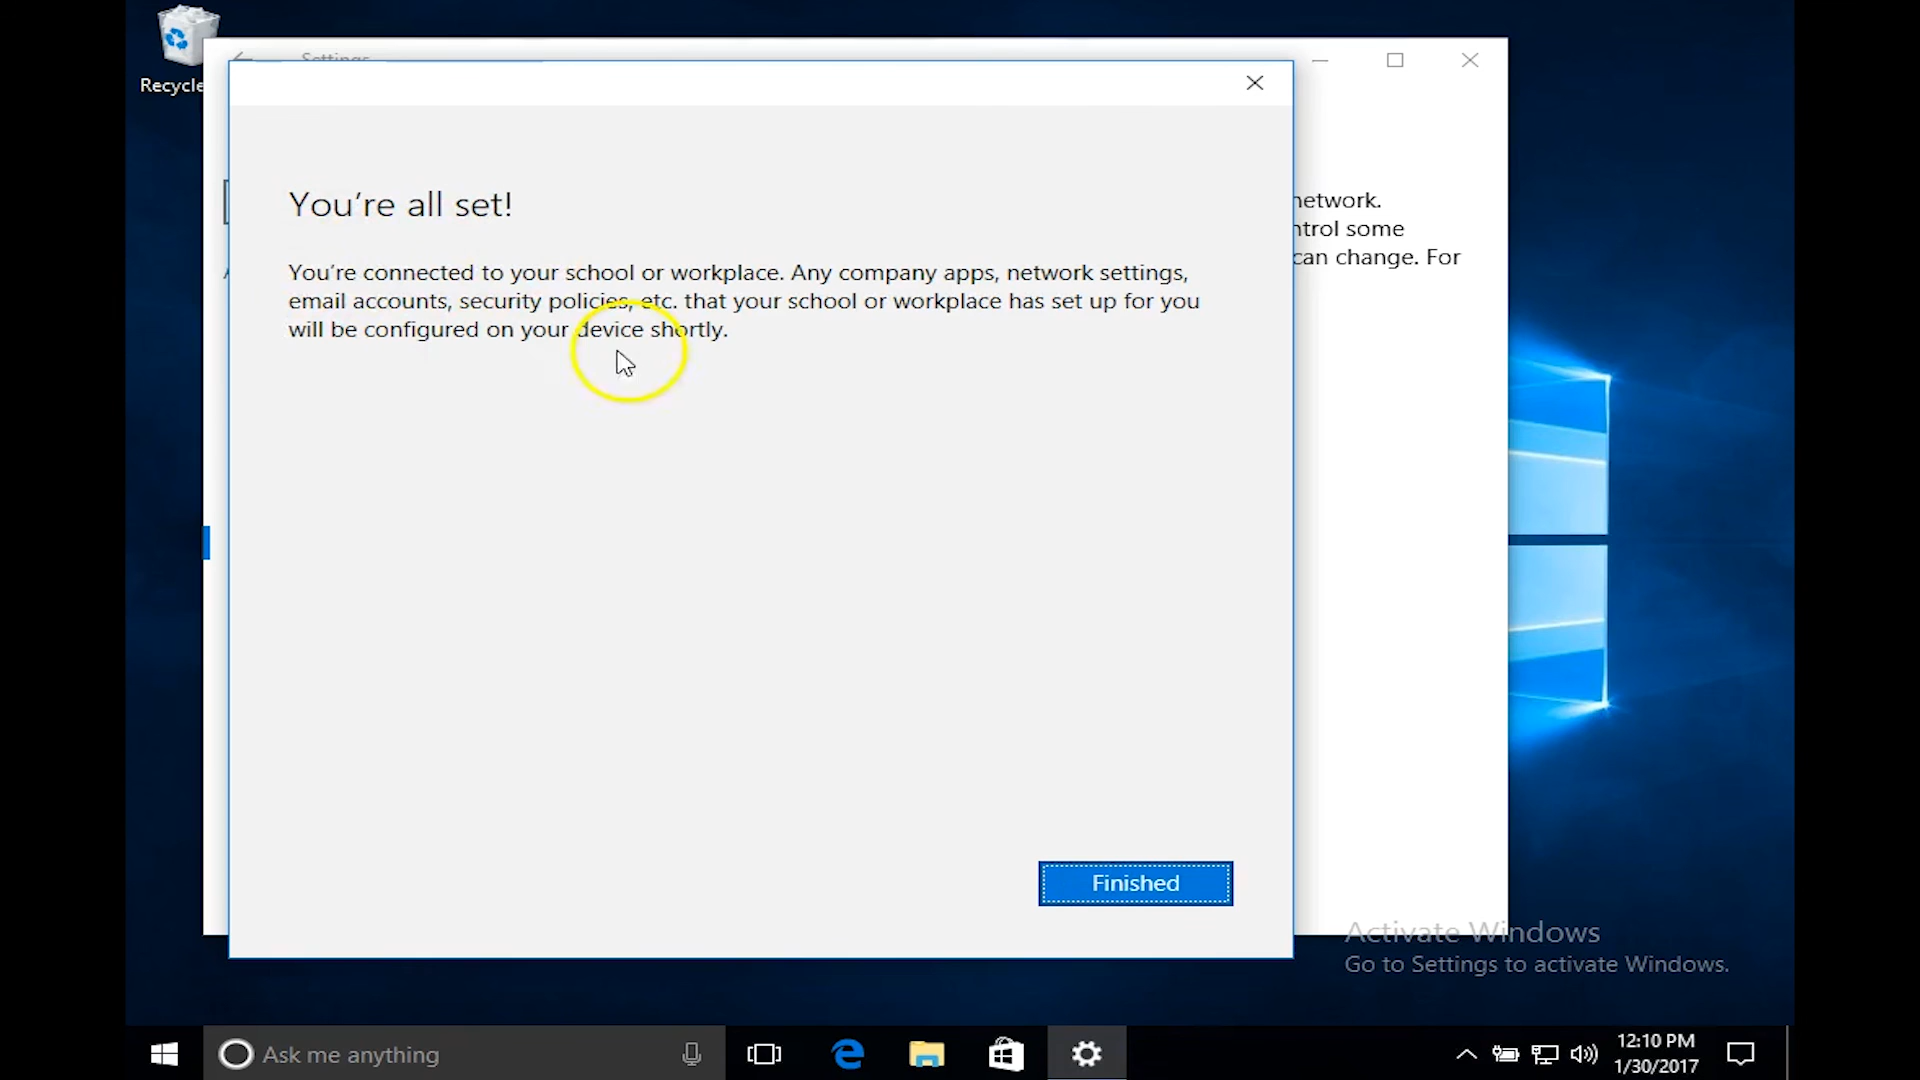 Recycle
Settings
You're all set!
You're connected to your school or workplace. Any company apps, network settings,
email accounts, security policies, etc. that your school or workplace has set up for you
will be configured on your device shortly.
network.
ntrol some
can change. For
Finished
Activate Windows
Go to Settings to activate Windows.
Ask me anything
12:10 PM
1/30/2017